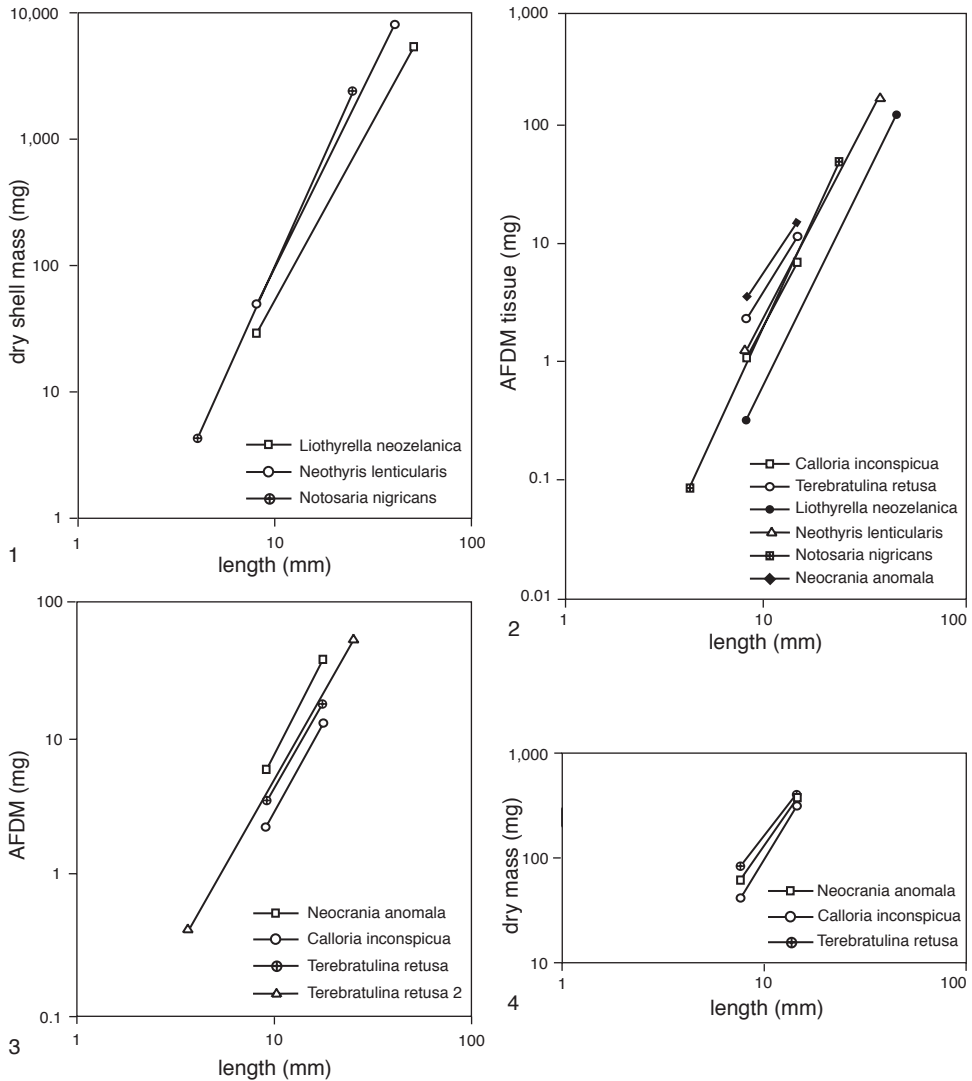 10,000
1,000
100
10
1
dry shell mass (mg)
Liothyrella neozelanica
Neothyris lenticularis
Notosaria nigricans
1
10
100
length (mm)
1
1,000
100
10
1
0.1
0.01
AFDM tissue (mg)
Calloria inconspicua
Terebratulina retusa
Liothyrella neozelanica
Neothyris lenticularis
Notosaria nigricans
Neocrania anomala
1
10
100
length (mm)
2
100
10
1
0.1
AFDM (mg)
Neocrania anomala
Calloria inconspicua
Terebratulina retusa
Terebratulina retusa 2
1
10
100
length (mm)
3
1,000
100
10
dry mass (mg)
Neocrania anomala
Calloria inconspicua
Terebratulina retusa
1
10
100
length (mm)
4